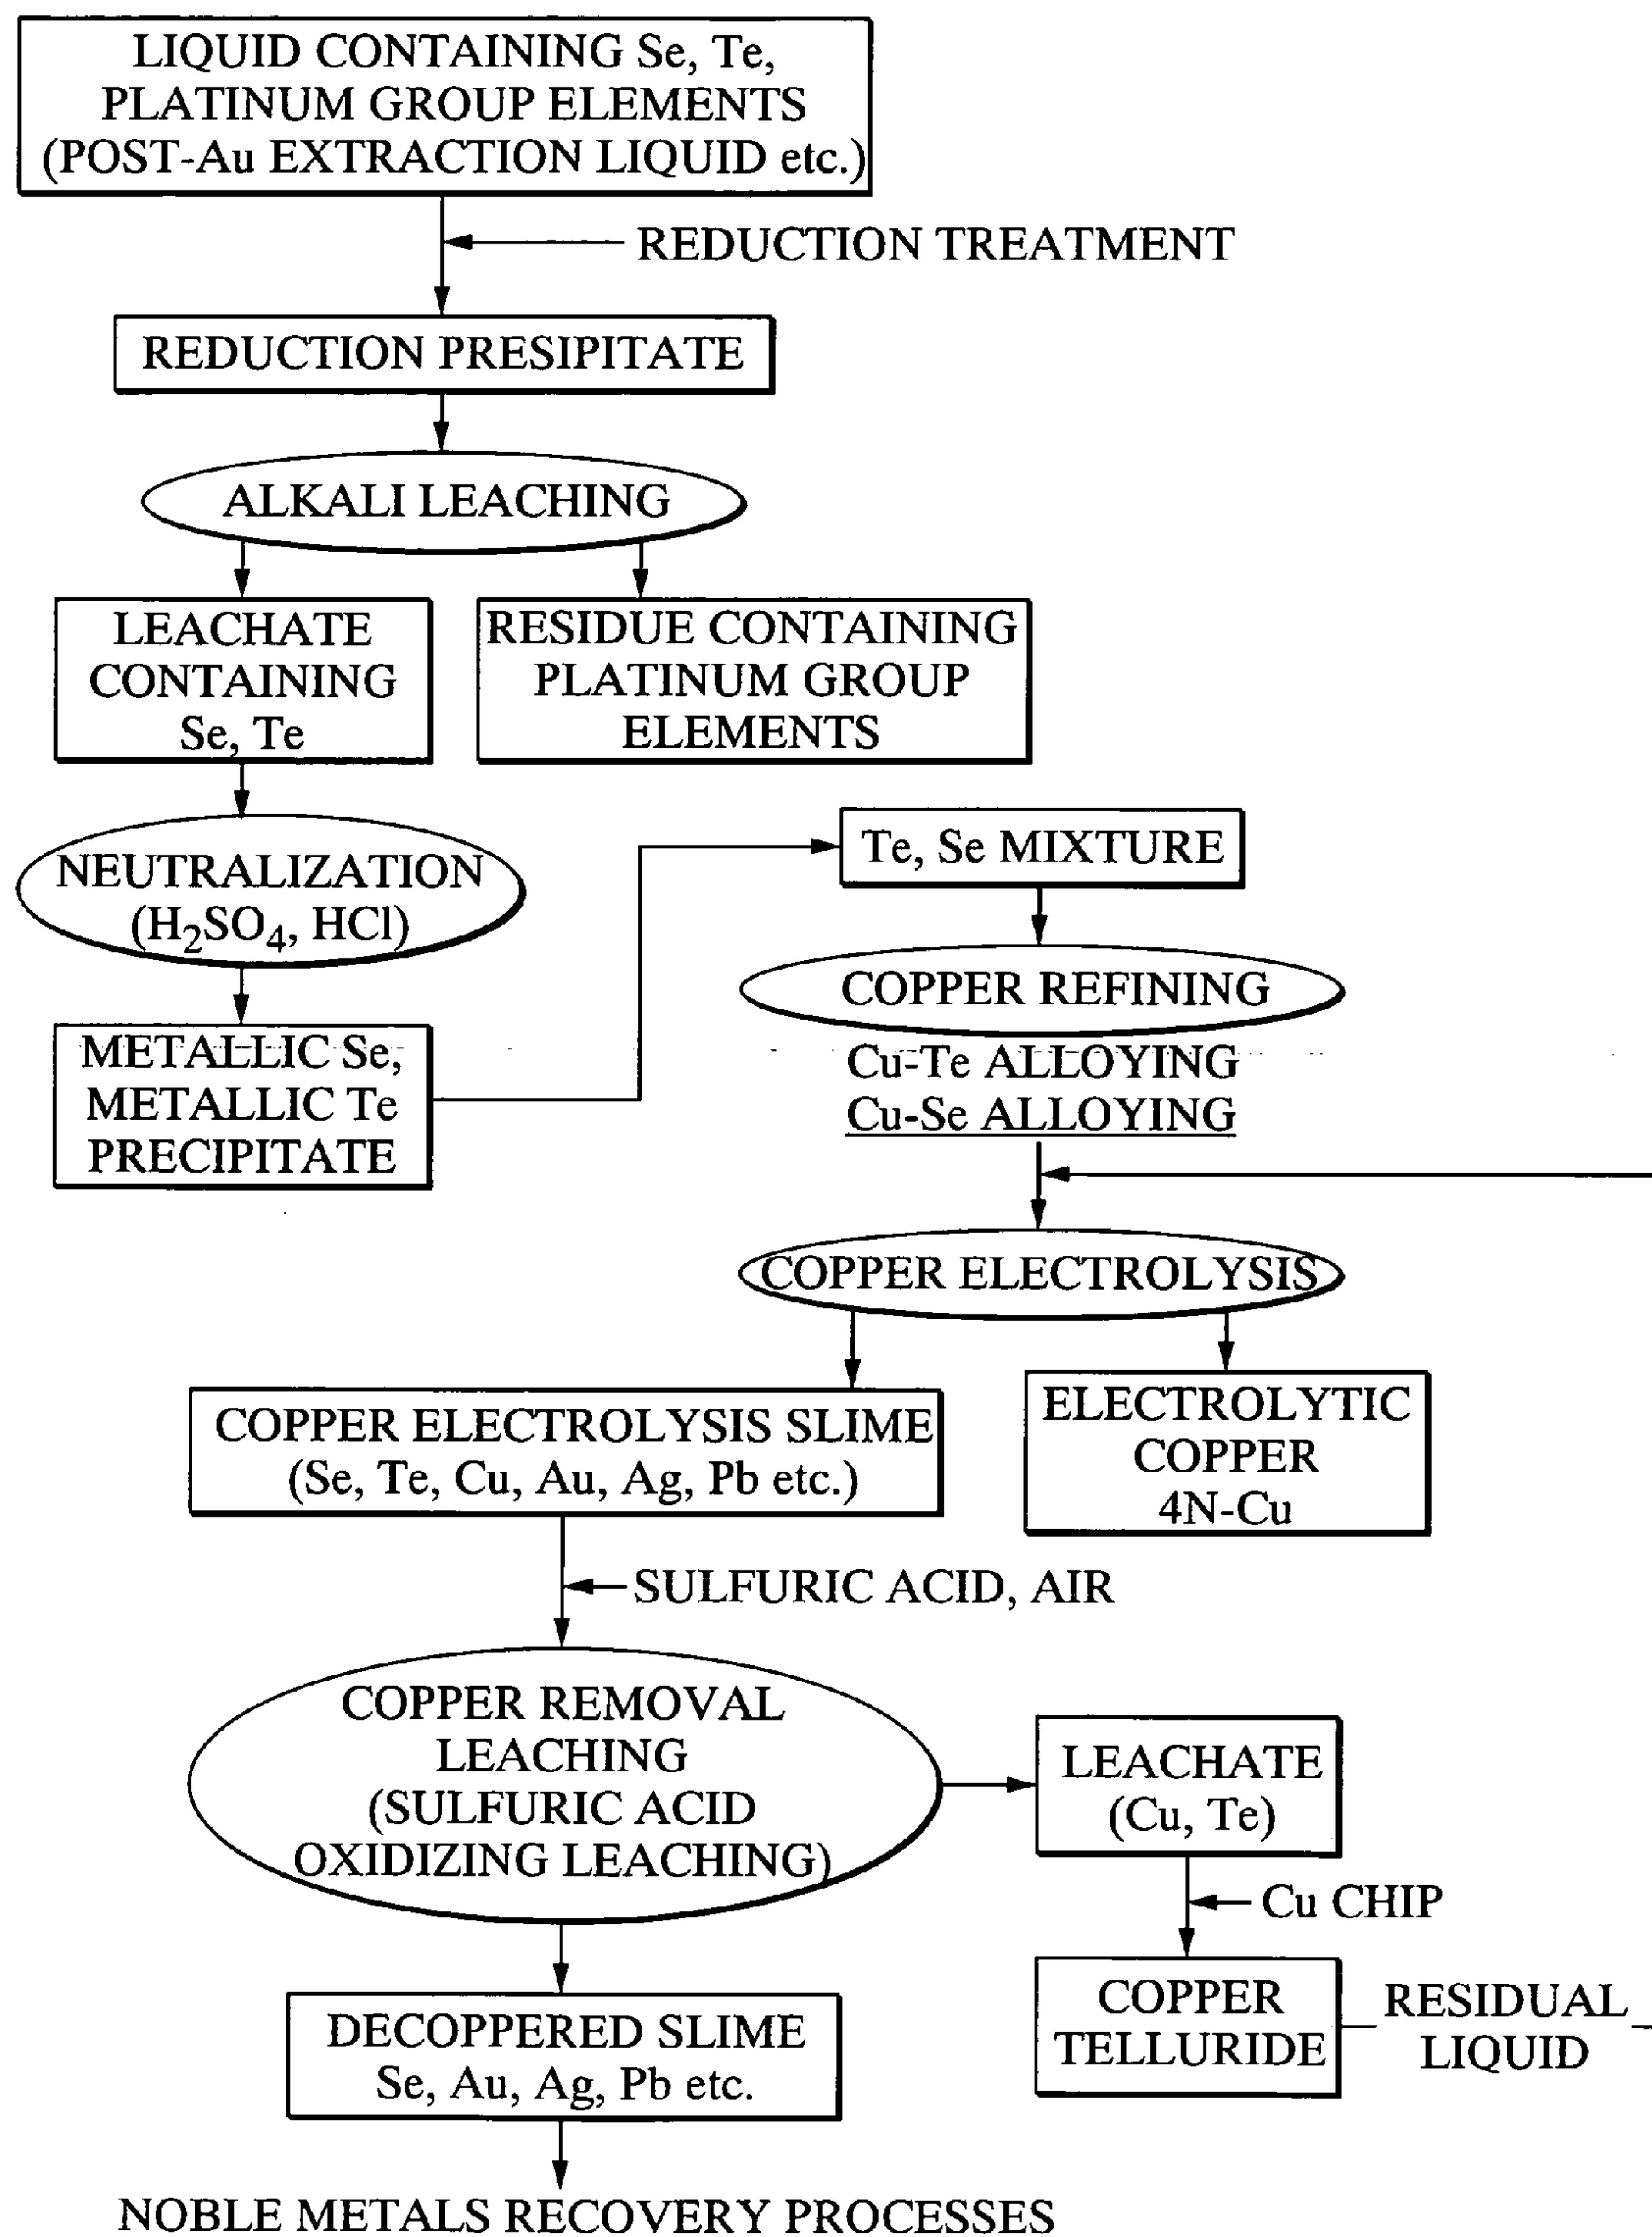 LIQUID CONTAINING Se, Te,
PLATINUM GROUP ELEMENTS
(POST-Au EXTRACTION LIQUID etc.)
REDUCTION TREATMENT
REDUCTION PRESIPITATE
ALKALI LEACHING
LEACHATE
CONTAINING
Se, Te
RESIDUE CONTAINING
PLATINUM GROUP
ELEMENTS
NEUTRALIZATION
(H₂SO₄, HCl)
METALLIC Se,
METALLIC Te
PRECIPITATE
Te, Se MIXTURE
COPPER REFINING
Cu-Te ALLOYING
Cu-Se ALLOYING
COPPER ELECTROLYSIS
COPPER ELECTROLYSIS SLIME
(Se, Te, Cu, Au, Ag, Pb etc.)
ELECTROLYTIC
COPPER
4N-Cu
SULFURIC ACID, AIR
COPPER REMOVAL
LEACHING
(SULFURIC ACID
OXIDIZING LEACHING)
LEACHATE
(Cu, Te)
Cu CHIP
COPPER
TELLURIDE
RESIDUAL
LIQUID
DECOPPERED SLIME
Se, Au, Ag, Pb etc.
NOBLE METALS RECOVERY PROCESSES